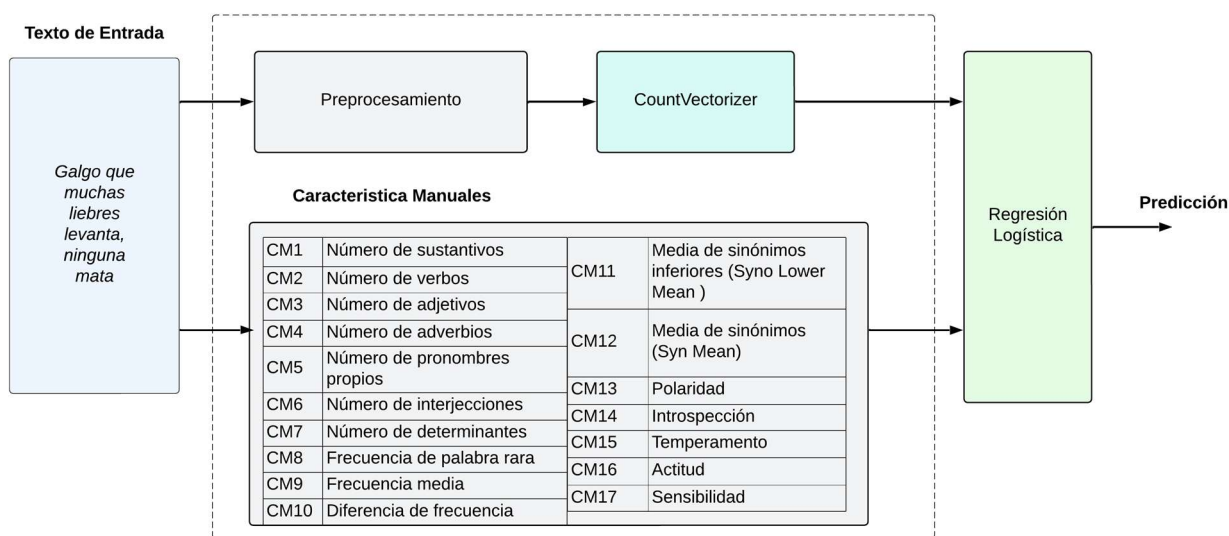 Texto de Entrada
Galgo que
muchas
liebres
levanta,
ninguna
mata
Preprocesamiento
CountVectorizer
Caracteristica Manuales
CM1 Número de sustantivos
CM2 Número de verbos
CM3 Número de adjetivos
CM4 Número de adverbios
CM5 Número de pronombres
propios
CM6 Número de interjecciones
CM7 Número de determinantes
CM8 Frecuencia de palabra rara
CM9 Frecuencia media
CM10 Diferencia de frecuencia
CM11 Media de sinónimos
inferiores (Syno Lower
Mean )
CM12 Media de sinónimos
(Syn Mean)
CM13 Polaridad
CM14 Introspección
CM15 Temperamento
CM16 Actitud
CM17 Sensibilidad
Regresión
Logística
Predicción